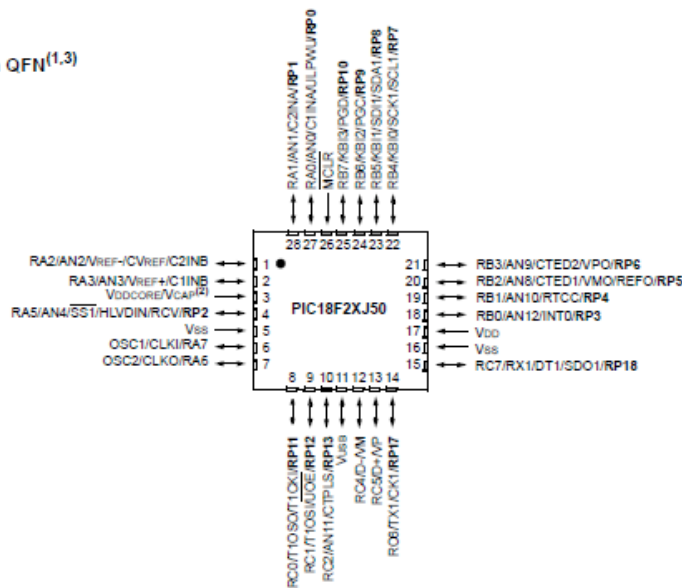 QFN(1,3)
RA1/AN1/C2INA/RP1
RA0/AN0/C1INA/ULPWU/RP0
MCLR
RB7/KBI3/PGD/RP10
RB6/KBI2/PGC/RP9
RB5/KBI1/SDI1/SDA1/RP8
RB4/KBI0/SCK1/SCL1/RP7
28 27 26 25 24 23 22
RA2/AN2/VREF-/CVREF/C2INB 1
RA3/AN3/VREF+/C1INB 2
VDDCORE/VCAP(2) 3
RA5/AN4/SS1/HLVDIN/RCV/RP2 4
VSS 5
OSC1/CLKI/RA7 6
OSC2/CLKO/RA6 7
PIC18F2XJ50
21 RB3/AN9/CTED2/VPO/RP6
20 RB2/AN8/CTED1/VMO/REFO/RP5
19 RB1/AN10/RTCC/RP4
18 RB0/AN12/INT0/RP3
17 VDD
16 VSS
15 RC7/RX1/DT1/SDO1/RP18
8 9 10 11 12 13 14
RC0/T1OSO/T1CKI/RP11
RC1/T1OSI/UOE/RP12
RC2/AN11/CTPLS/RP13
VUSB
RC4/D-/VM
RC5/D+/VP
RC6/TX1/CK1/RP17